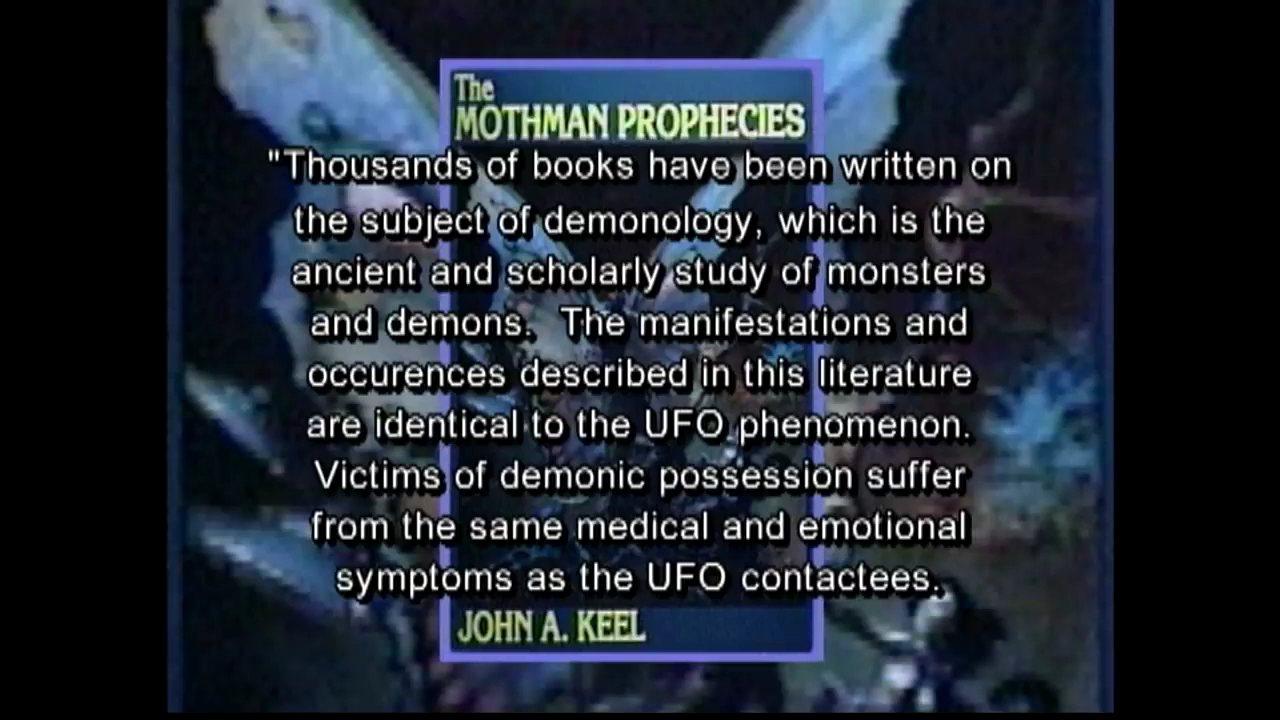 The
MOTHMAN PROPHECIES
"Thousands of books have been written on
the subject of demonology, which is the
ancient and scholarly study of monsters
and demons.  The manifestations and
occurences described in this literature
are identical to the UFO phenomenon.
Victims of demonic possession suffer
from the same medical and emotional
symptoms as the UFO contactees.
JOHN A. KEEL